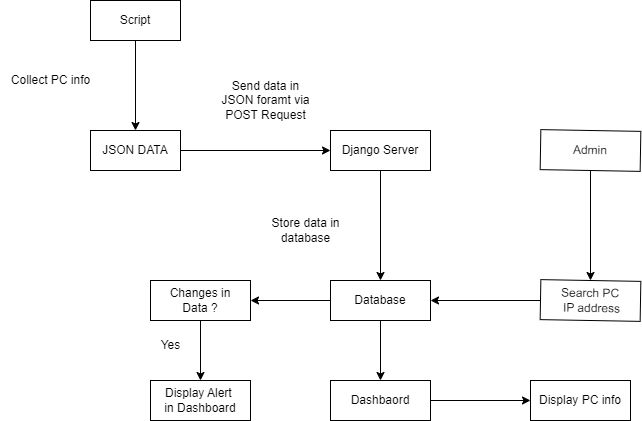 Script
Collect PC info
Send data in
JSON foramt via
POST Request
JSON DATA
Django Server
Admin
Store data in
database
Changes in
Data ?
Database
Search PC
IP address
Yes
Display Alert
in Dashboard
Dashbaord
Display PC info